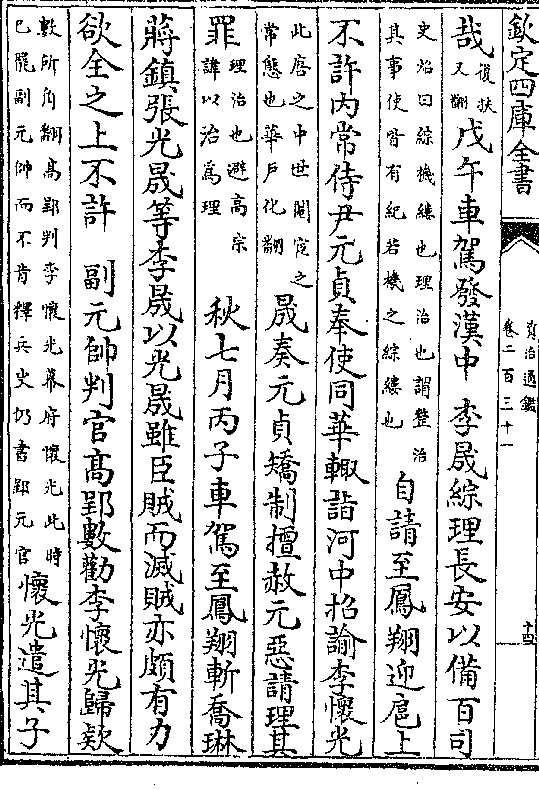 欽定四庫全書
資治通鑑
卷二百三十一
十四
哉復扶又翻戊午車駕發漢中 李晟綜理長安以備百司
史炤曰綜機縷也理治也謂整治其事使皆有紀若機之綜縷也自請至鳳翔迎扈上
不許内常侍尹元貞奉使同華輙詣河中招諭李懷光
此唐之中世閹宦之常態也華戶化翻晟奏元貞矯制擅赦元惡請理其
罪理治也避高宗諱以治為理 秋七月丙子車駕至鳳翔斬喬琳
蔣鎮張光晟等李晟以光晟雖臣賊而滅賊亦頗有力
欲全之上不許 副元帥判官高郢數勸李懷光歸款
數所角翻高郢判李懷光幕府懷光此時已罷副元帥而不肯釋兵史仍書郢元官懷光遣其子